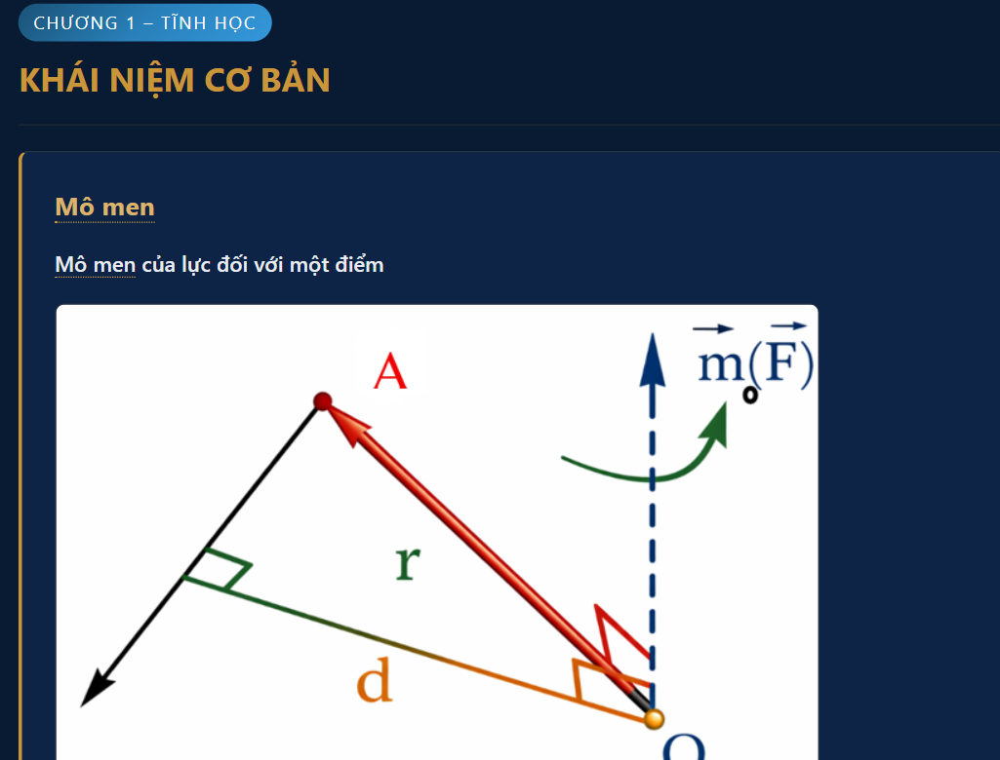 CHƯƠNG 1 – TĨNH HỌC
KHÁI NIỆM CƠ BẢN
Mô men
Mô men của lực đối với một điểm
A
m(F)
o
r
d
O